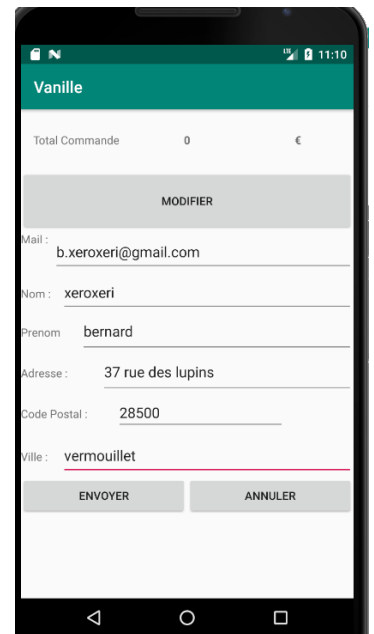 LTE 11:10
Vanille
Total Commande 0 €
MODIFIER
Mail :
b.xeroxeri@gmail.com
Nom : xeroxeri
Prenom bernard
Adresse : 37 rue des lupins
Code Postal : 28500
Ville : vermouillet
ENVOYER ANNULER